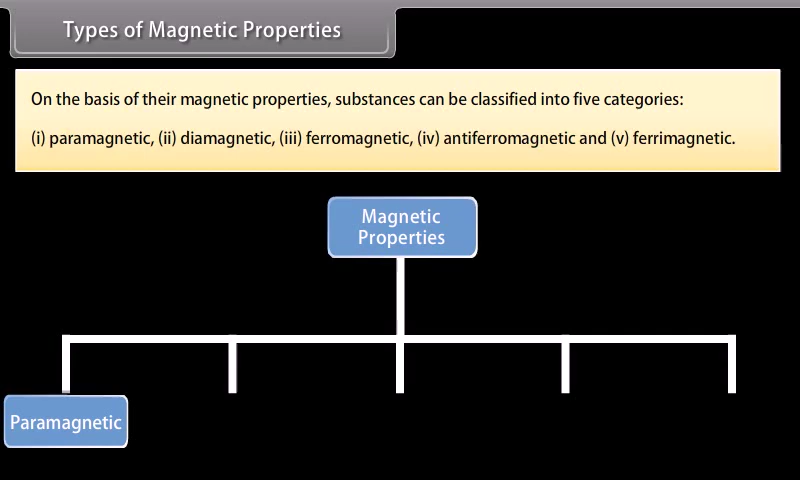 Types of Magnetic Properties
On the basis of their magnetic properties, substances can be classified into five categories:
(i) paramagnetic, (ii) diamagnetic, (iii) ferromagnetic, (iv) antiferromagnetic and (v) ferrimagnetic.
Magnetic
Properties
Paramagnetic